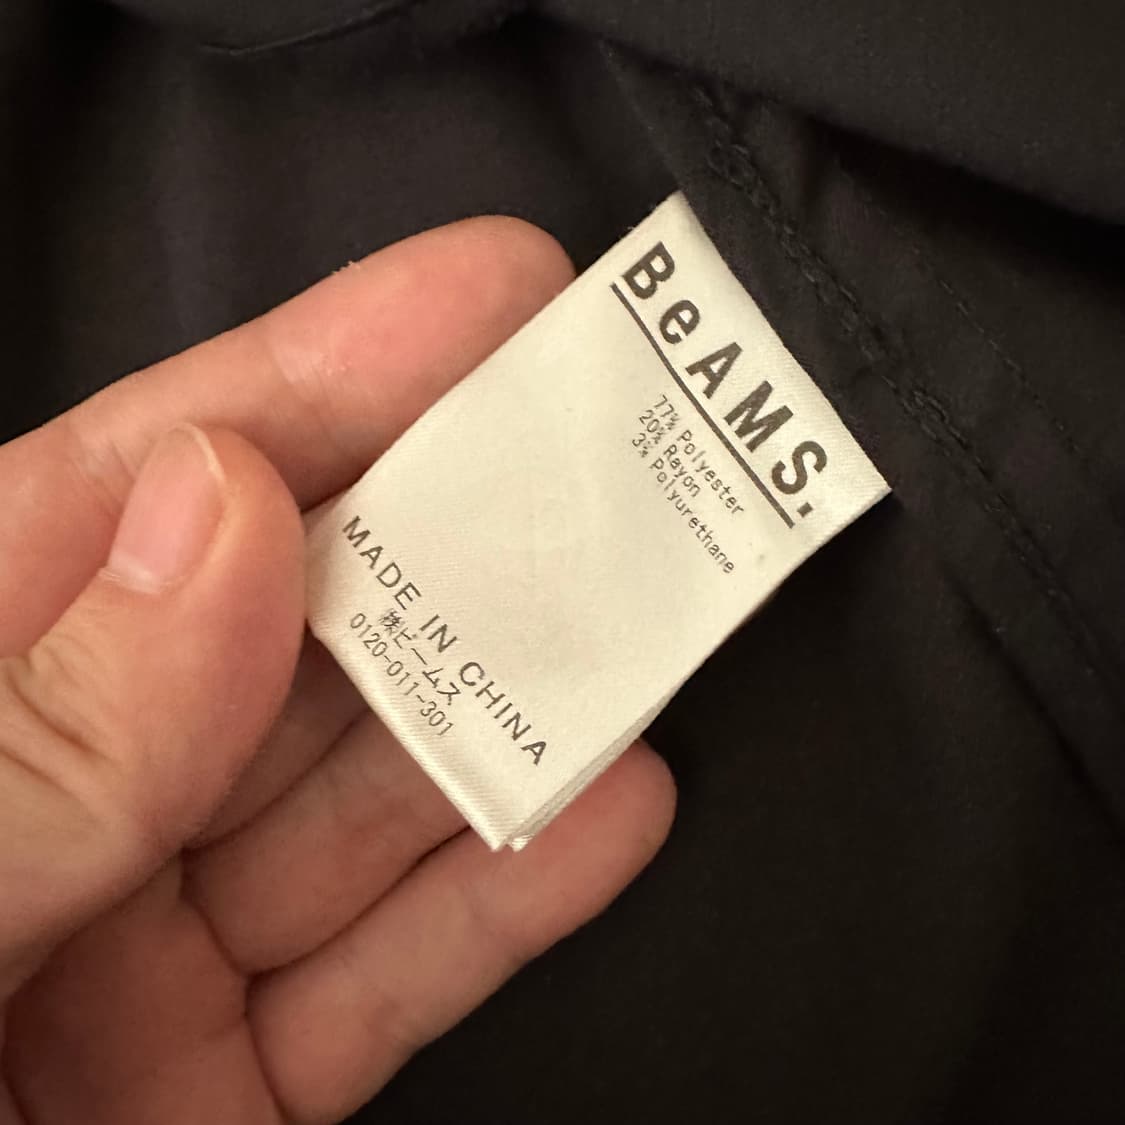 BeAMS.
77% Polyester
20% Rayon
3% Polyurethane
MADE IN CHINA
㈱ビームス
0120-011-301